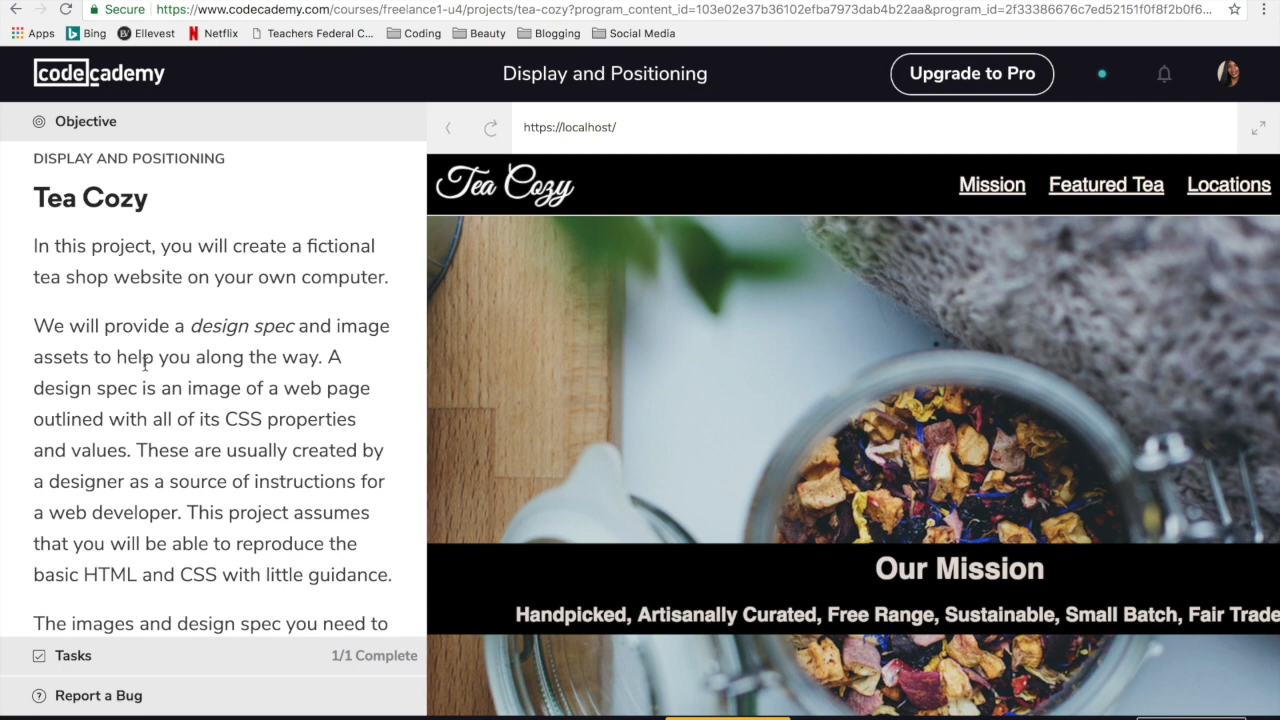 Secure
https://www.codecademy.com/courses/freelance1-u4/projects/tea-cozy?program_content_id=103e02e37b36102efba7973dab4b22aa&program_id=2f33386676c7ed52151f0f8f2b0f6...
Apps Bing Ellevest Netflix Teachers Federal C... Coding Beauty Blogging Social Media
codecademy
Display and Positioning
Upgrade to Pro
Objective
https://localhost/
DISPLAY AND POSITIONING
Tea Cozy
In this project, you will create a fictional
tea shop website on your own computer.
We will provide a design spec and image
assets to help you along the way. A
design spec is an image of a web page
outlined with all of its CSS properties
and values. These are usually created by
a designer as a source of instructions for
a web developer. This project assumes
that you will be able to reproduce the
basic HTML and CSS with little guidance.
The images and design spec you need to
Tasks
1/1 Complete
Report a Bug
Tea Cozy
Mission Featured Tea Locations
Our Mission
Handpicked, Artisanally Curated, Free Range, Sustainable, Small Batch, Fair Trade